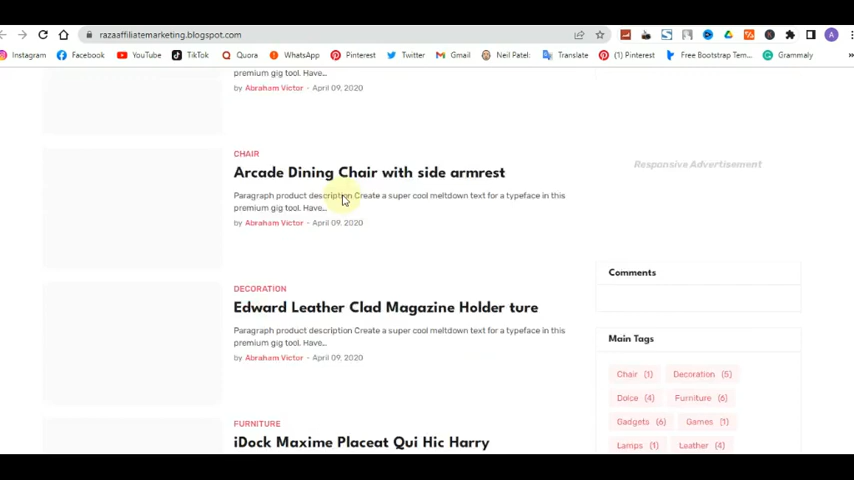 razaaffiliatemarketing.blogspot.com
Instagram Facebook YouTube TikTok Quora WhatsApp Pinterest Twitter Gmail Neil Patel: Translate (1) Pinterest Free Bootstrap Tem... Grammaly
premium gig tool. Have...
by Abraham Victor - April 09, 2020
CHAIR
Arcade Dining Chair with side armrest
Paragraph product description Create a super cool meltdown text for a typeface in this
premium gig tool. Have...
by Abraham Victor - April 09, 2020
DECORATION
Edward Leather Clad Magazine Holder ture
Paragraph product description Create a super cool meltdown text for a typeface in this
premium gig tool. Have...
by Abraham Victor - April 09, 2020
FURNITURE
iDock Maxime Placeat Qui Hic Harry
Responsive Advertisement
Comments
Main Tags
Chair (1) Decoration (5)
Dolce (4) Furniture (6)
Gadgets (6) Games (1)
Lamps (1) Leather (4)